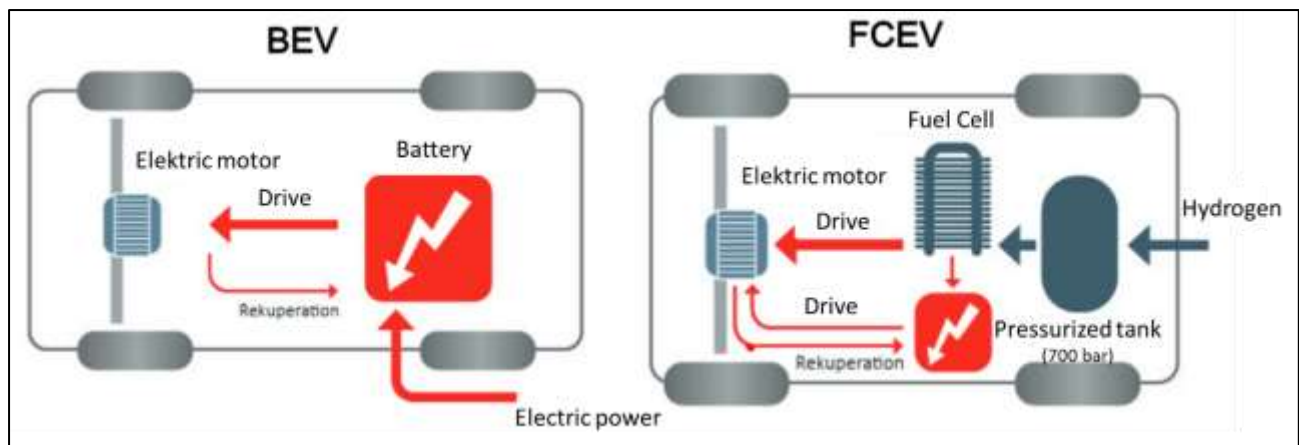 BEV
Elektric motor
Battery
Drive
Rekuperation
Electric power
FCEV
Fuel Cell
Elektric motor
Hydrogen
Drive
Drive
Pressurized tank
(700 bar)
Rekuperation